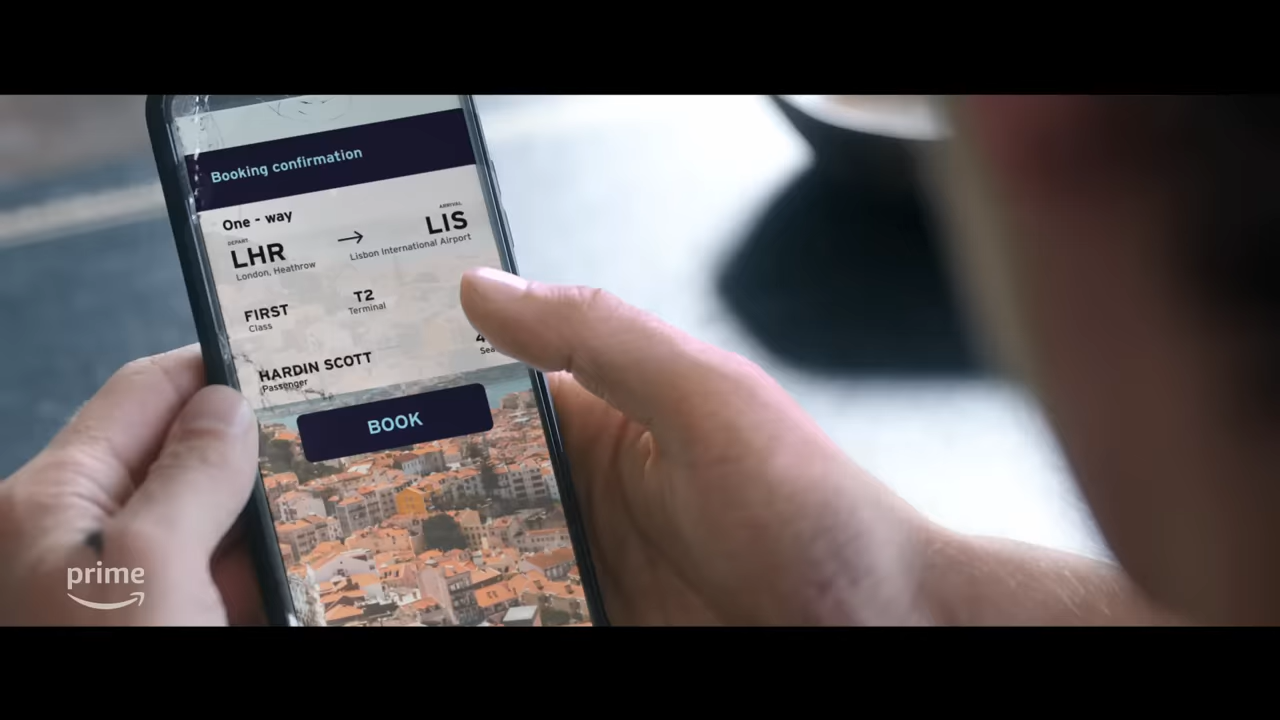 Booking confirmation
One - way
DEPART ARRIVAL
LHR → LIS
London, Heathrow Lisbon International Airport
FIRST T2
Class Terminal
HARDIN SCOTT
Passenger
BOOK
prime